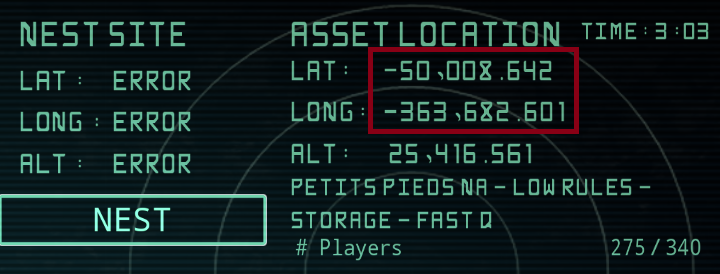 NEST SITE
LAT: ERROR
LONG: ERROR
ALT: ERROR
NEST
ASSET LOCATION
TIME:3:03
LAT: -50,008.642
LONG: -363,682.601
ALT: 25,416.561
PETITS PIEDS NA - LOW RULES -
STORAGE - FAST Q
# Players 275/340